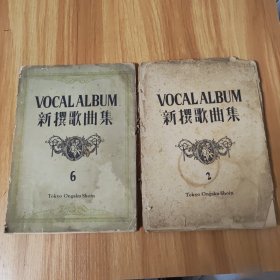 VOCAL ALBUM
新撰歌曲集
6
Tokyo Ongaku Shoin
VOCAL ALBUM
新撰歌曲集
2
Tokyo Ongaku Shoin